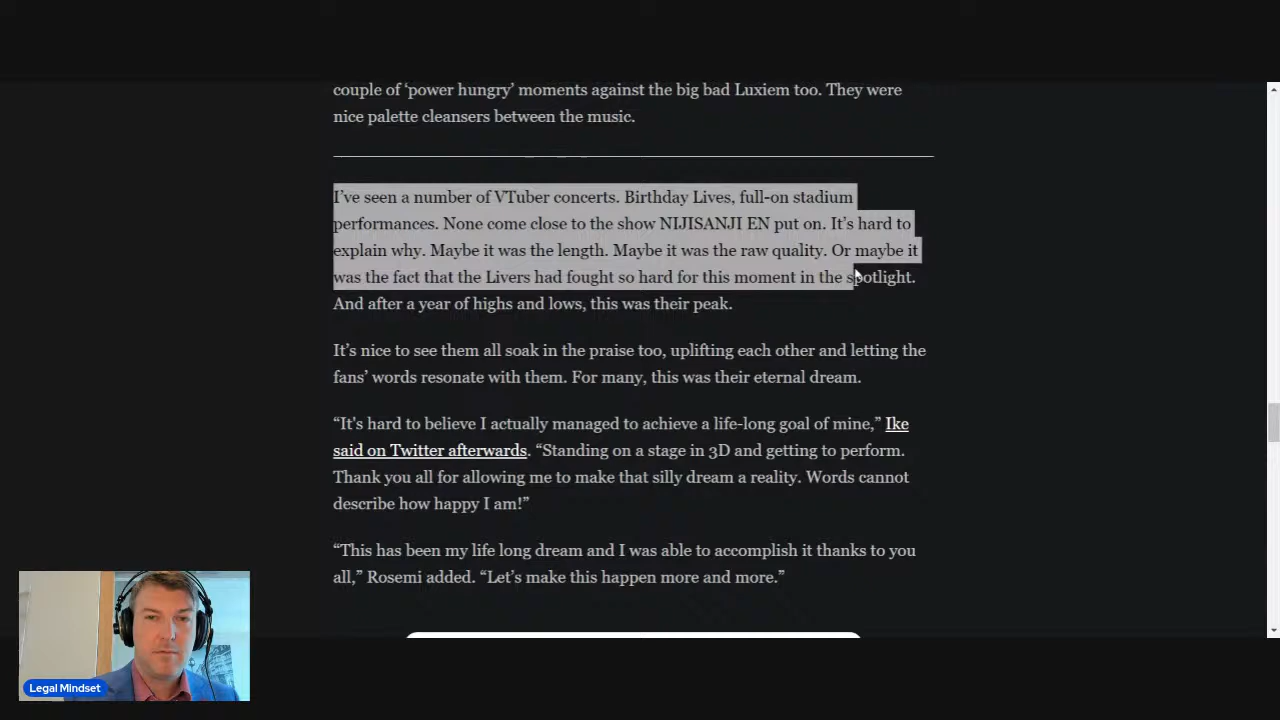 couple of ‘power hungry’ moments against the big bad Luxiem too. They were
nice palette cleansers between the music.
I’ve seen a number of VTuber concerts. Birthday Lives, full-on stadium
performances. None come close to the show NIJISANJI EN put on. It’s hard to
explain why. Maybe it was the length. Maybe it was the raw quality. Or maybe it
was the fact that the Livers had fought so hard for this moment in the spotlight.
And after a year of highs and lows, this was their peak.
It’s nice to see them all soak in the praise too, uplifting each other and letting the
fans’ words resonate with them. For many, this was their eternal dream.
“It's hard to believe I actually managed to achieve a life-long goal of mine,” Ike
said on Twitter afterwards. “Standing on a stage in 3D and getting to perform.
Thank you all for allowing me to make that silly dream a reality. Words cannot
describe how happy I am!”
“This has been my life long dream and I was able to accomplish it thanks to you
all,” Rosemi added. “Let’s make this happen more and more.”
Legal Mindset